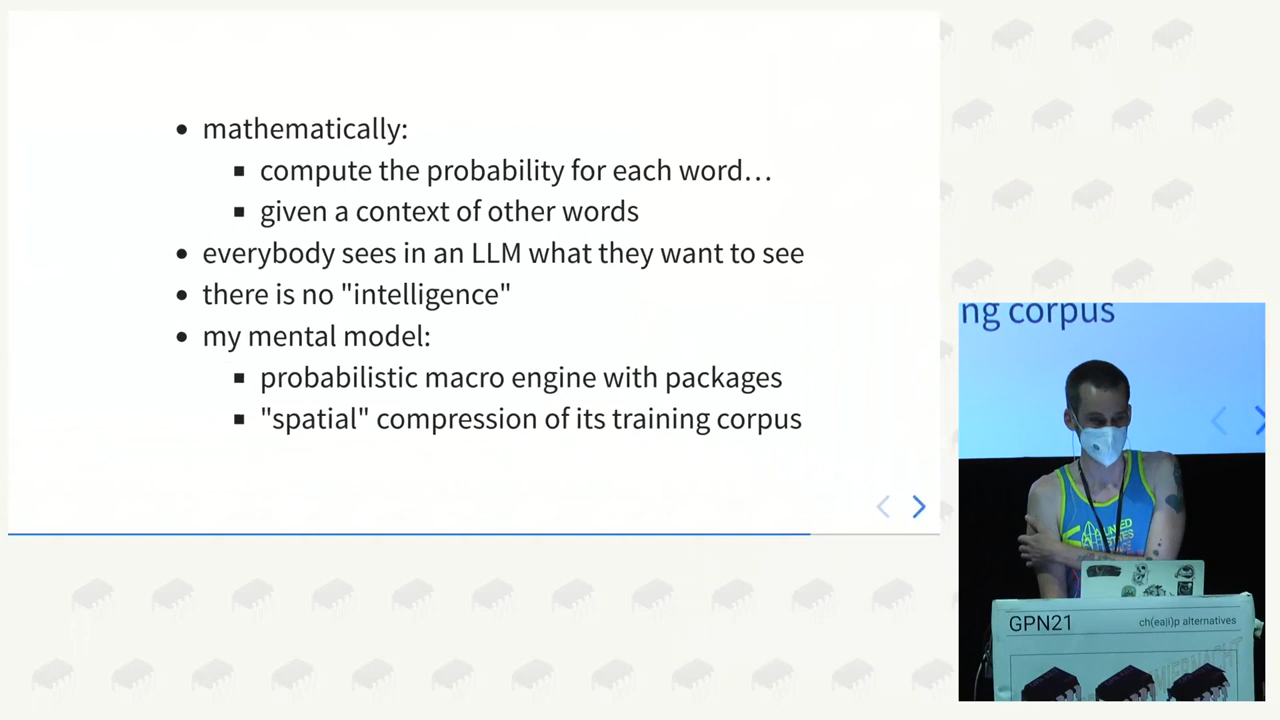 mathematically:
compute the probability for each word…
given a context of other words
everybody sees in an LLM what they want to see
there is no "intelligence"
my mental model:
probabilistic macro engine with packages
"spatial" compression of its training corpus
ng corpus
GPN21
ch(ea|i)p alternatives